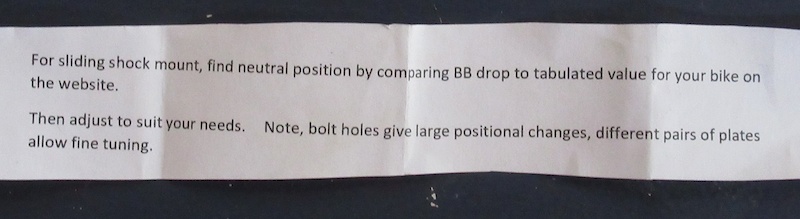 For sliding shock mount, find neutral position by comparing BB drop to tabulated value for your bike on
the website.
Then adjust to suit your needs. Note, bolt holes give large positional changes, different pairs of plates
allow fine tuning.